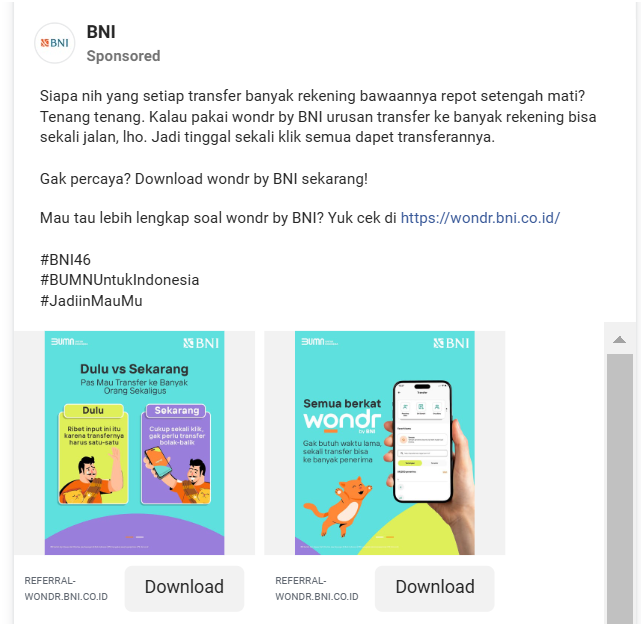 BNI
BNI
Sponsored
Siapa nih yang setiap transfer banyak rekening bawaannya repot setengah mati?
Tenang tenang. Kalau pakai wondr by BNI urusan transfer ke banyak rekening bisa
sekali jalan, lho. Jadi tinggal sekali klik semua dapet transferannya.
Gak percaya? Download wondr by BNI sekarang!
Mau tau lebih lengkap soal wondr by BNI? Yuk cek di https://wondr.bni.co.id/
#BNI46
#BUMNUntukIndonesia
#JadiinMauMu
BUMN
BNI
Dulu vs Sekarang
Pas Mau Transfer ke Banyak
Orang Sekaligus
Dulu
Ribet input ini itu
karena transfernya
harus satu-satu
Sekarang
Cukup sekali klik,
gak perlu transfer
bolak-balik
REFERRAL-
WONDR.BNI.CO.ID
Download
BUMN
BNI
Semua berkat
wondr
by BNI
Gak butuh waktu lama,
sekali transfer bisa
ke banyak penerima
Transfer
REFERRAL-
WONDR.BNI.CO.ID
Download